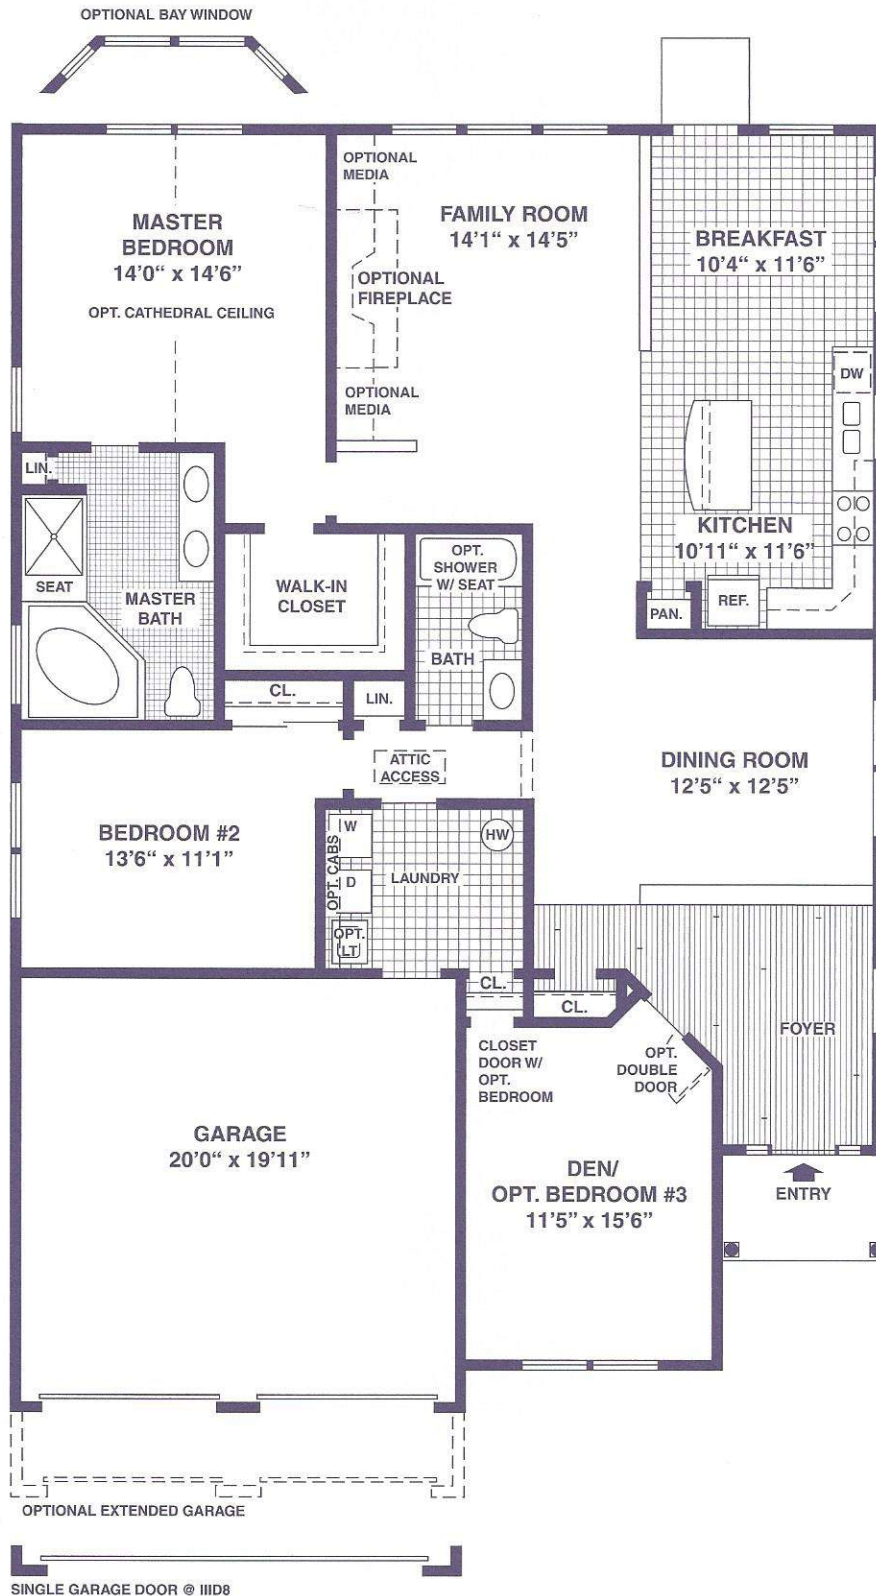 OPTIONAL BAY WINDOW
OPTIONAL
MEDIA
MASTER
BEDROOM
14'0" x 14'6"
OPT. CATHEDRAL CEILING
FAMILY ROOM
14'1" x 14'5"
BREAKFAST
10'4" x 11'6"
OPTIONAL
FIREPLACE
OPTIONAL
MEDIA
DW
LIN.
SEAT
MASTER
BATH
WALK-IN
CLOSET
OPT.
SHOWER
W/ SEAT
BATH
KITCHEN
10'11" x 11'6"
PAN.
REF.
CL.
LIN.
ATTIC
ACCESS
DINING ROOM
12'5" x 12'5"
BEDROOM #2
13'6" x 11'1"
OPT. CABS
W
D
OPT.
LT
LAUNDRY
HW
CL.
CL.
CLOSET
DOOR W/
OPT.
BEDROOM
OPT.
DOUBLE
DOOR
FOYER
GARAGE
20'0" x 19'11"
DEN/
OPT. BEDROOM #3
11'5" x 15'6"
ENTRY
OPTIONAL EXTENDED GARAGE
SINGLE GARAGE DOOR @ IIID8